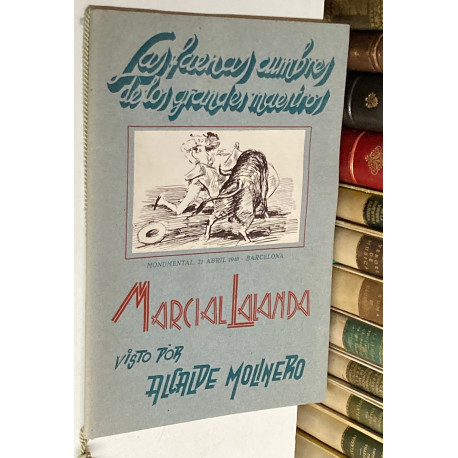 Las faenas cumbres
de los grandes maestros
MONUMENTAL, 21 ABRIL 1940 - BARCELONA
MARCIAL LALANDA
VISTO POR
ALCALDE MOLINERO